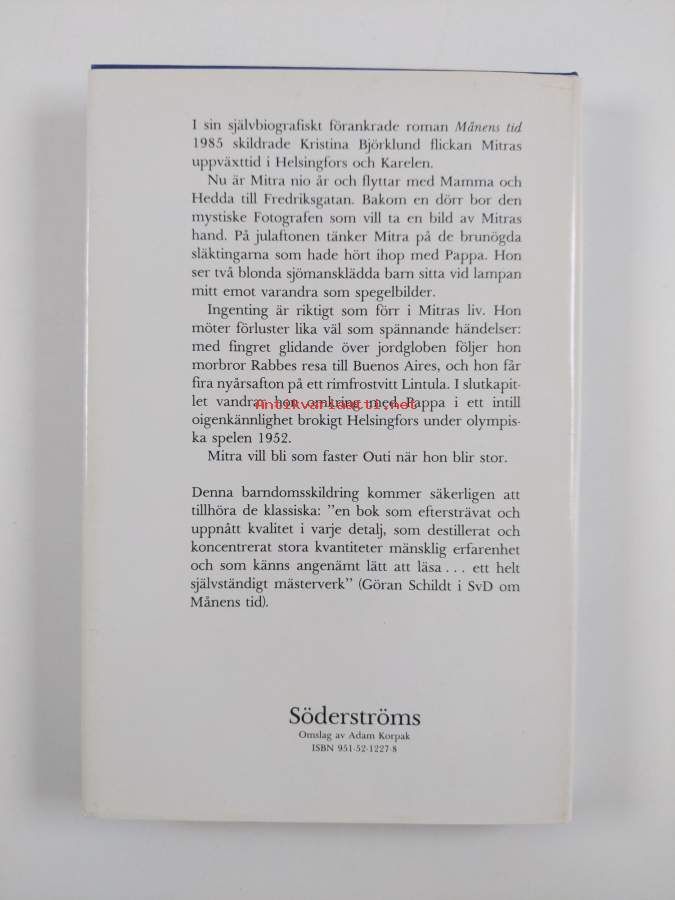 I sin självbiografiskt förankrade roman Månens tid
1985 skildrade Kristina Björklund flickan Mitras
uppväxttid i Helsingfors och Karelen.
Nu är Mitra nio år och flyttar med Mamma och
Hedda till Fredriksgatan. Bakom en dörr bor den
mystiske Fotografen som vill ta en bild av Mitras
hand. På julaftonen tänker Mitra på de brunögda
släktingarna som hade hört ihop med Pappa. Hon
ser två blonda sjömansklädda barn sitta vid lampan
mitt emot varandra som spegelbilder.
Ingenting är riktigt som förr i Mitras liv. Hon
möter förluster lika väl som spännande händelser:
med fingret glidande över jordgloben följer hon
morbror Rabbes resa till Buenos Aires, och hon får
fira nyårsafton på ett rimfrostvitt Lintula. I slutkapit-
let vandrar hon omkring med Pappa i ett intill
Antikvariaatti.net
oigenkännlighet brokigt Helsingfors under olympis-
ka spelen 1952.
Mitra vill bli som faster Outi när hon blir stor.
Denna barndomsskildring kommer säkerligen att
tillhöra de klassiska: ”en bok som eftersträvat och
uppnått kvalitet i varje detalj, som destillerat och
koncentrerat stora kvantiteter mänsklig erfarenhet
och som känns angenämt lätt att läsa . . . ett helt
självständigt mästerverk” (Göran Schildt i SvD om
Månens tid).
Söderströms
Omslag av Adam Korpak
ISBN 951-52-1227-8